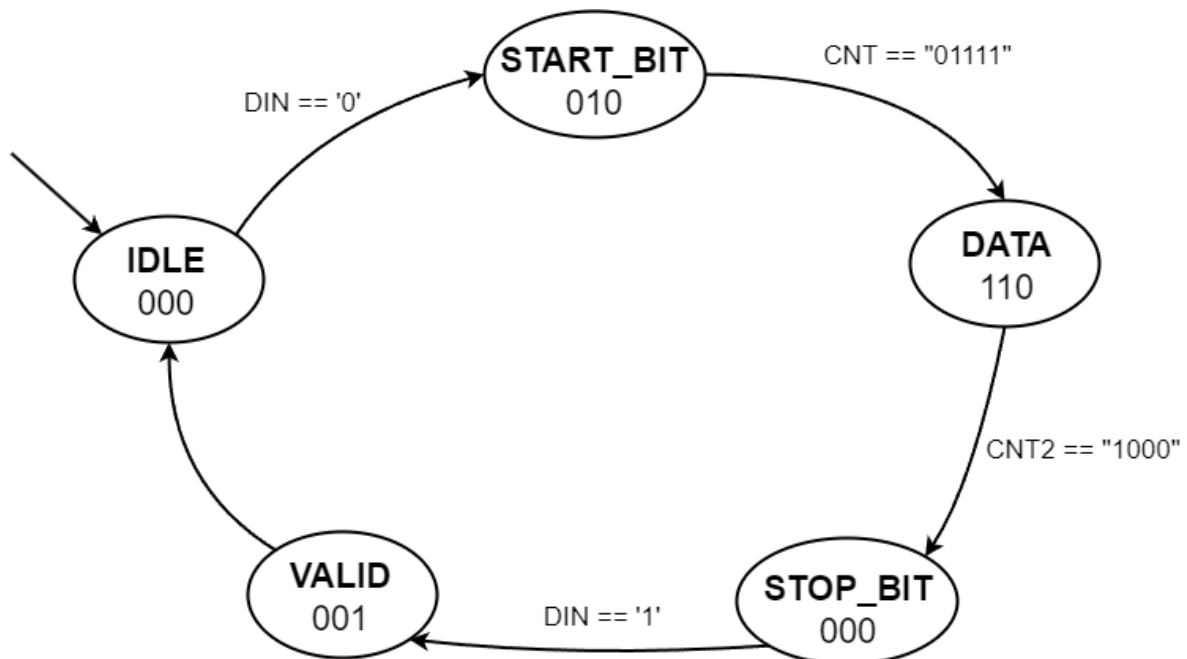 START_BIT
010
CNT == "01111"
DIN == '0'
IDLE
000
DATA
110
CNT2 == "1000"
VALID
001
DIN == '1'
STOP_BIT
000